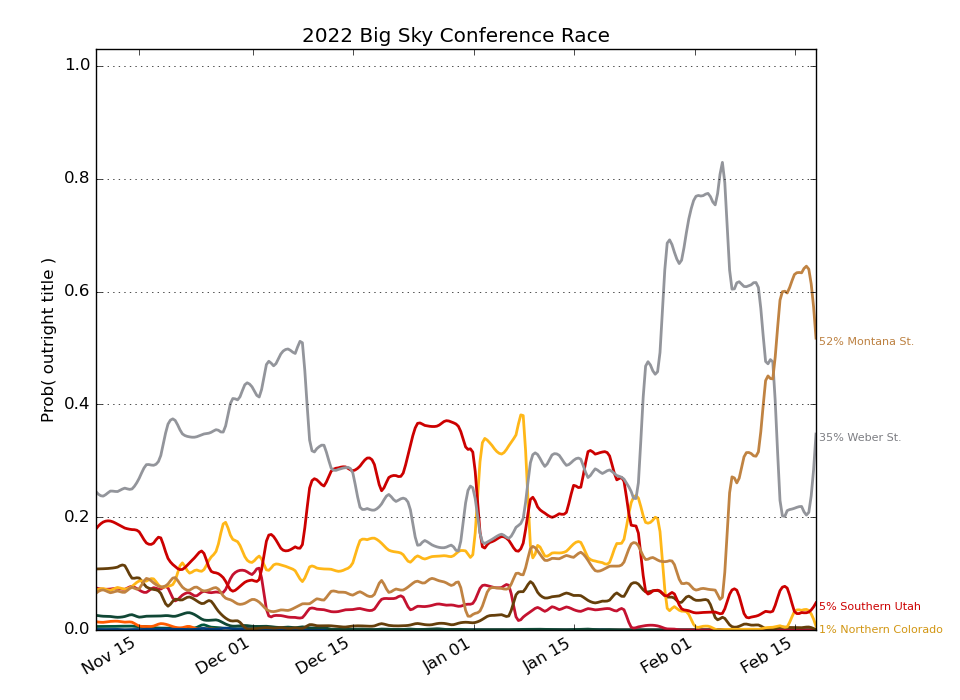 2022 Big Sky Conference Race
Prob( outright title )
1.0
0.8
0.6
0.4
0.2
0.0
Nov 15
Dec 01
Dec 15
Jan 01
Jan 15
Feb 01
Feb 15
52% Montana St.
35% Weber St.
5% Southern Utah
1% Northern Colorado